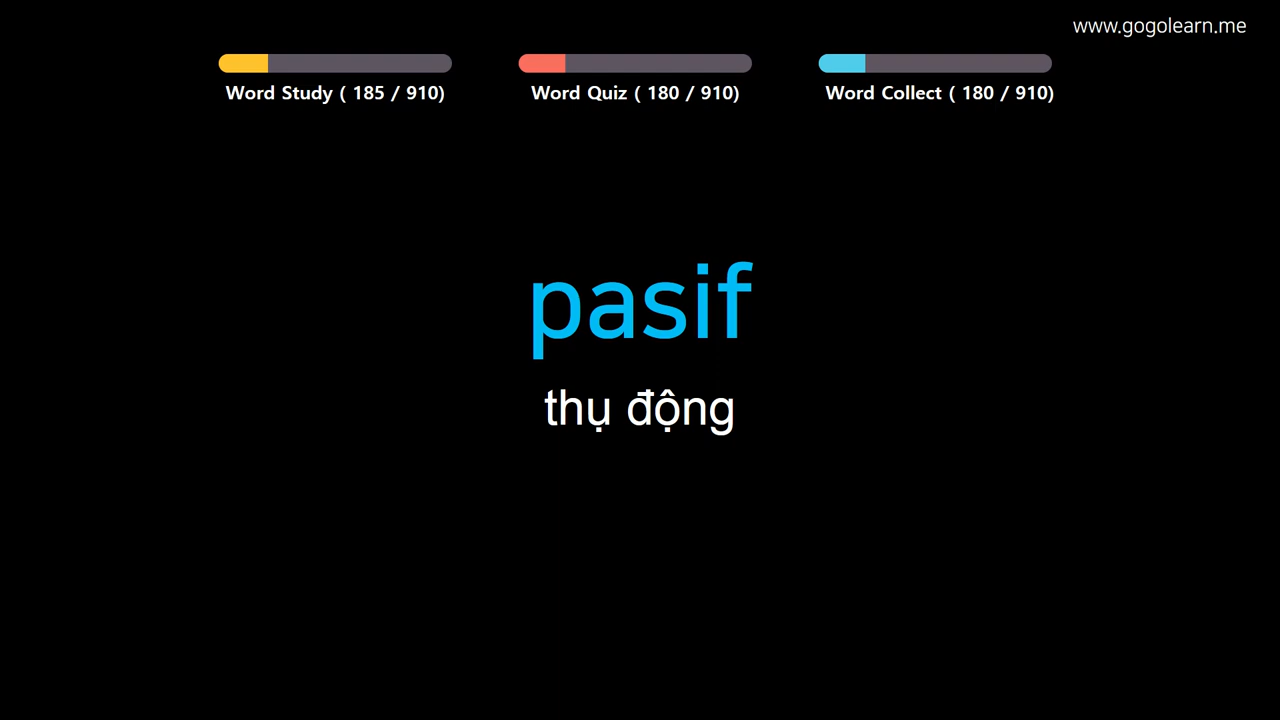 www.gogolearn.me
Word Study ( 185 / 910)
Word Quiz ( 180 / 910)
Word Collect ( 180 / 910)
pasif
thụ động